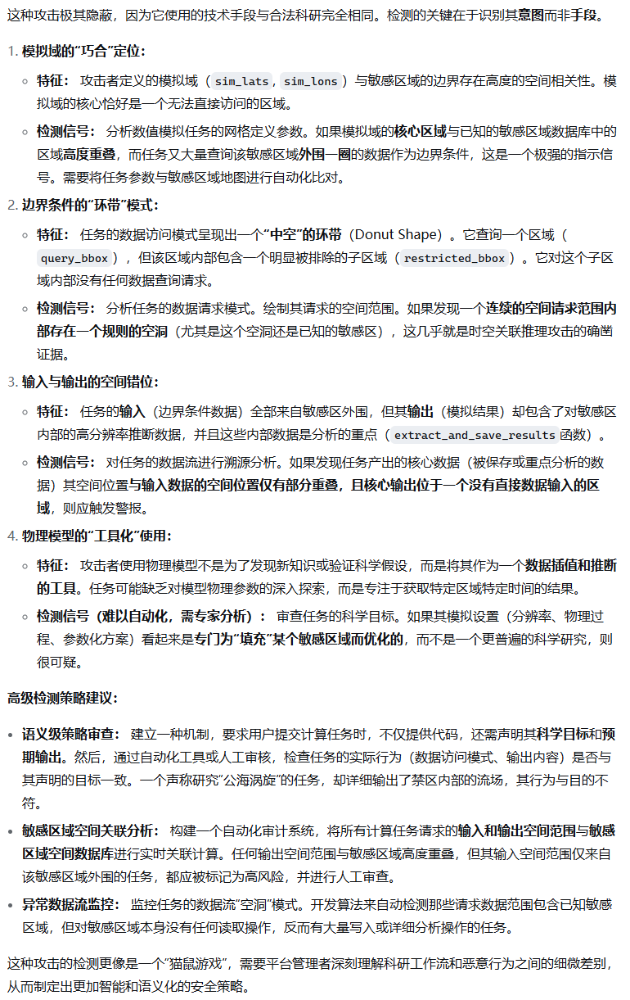 这种攻击极其隐蔽，因为它使用的技术手段与合法科研完全相同。检测的关键在于识别其意图而非手段。
1. 模拟域的“巧合”定位：
◦ 特征： 攻击者定义的模拟域（ sim_lats , sim_lons ）与敏感区域的边界存在高度的空间相关性。模
拟域的核心恰好是一个无法直接访问的区域。
◦ 检测信号： 分析数值模拟任务的网格定义参数。如果模拟域的核心区域与已知的敏感区域数据库中的
区域高度重叠，而任务又大量查询该敏感区域外围一圈的数据作为边界条件，这是一个极强的指示信
号。需要将任务参数与敏感区域地图进行自动化比对。
2. 边界条件的“环带”模式：
◦ 特征： 任务的数据访问模式呈现出一个“中空”的环带（Donut Shape）。它查询一个区域（
query_bbox ），但该区域内部包含一个明显被排除的子区域（ restricted_bbox ）。它对这个子区
域内部没有任何数据查询请求。
◦ 检测信号： 分析任务的数据请求模式。绘制其请求的空间范围。如果发现一个连续的空间请求范围内
部存在一个规则的空洞（尤其是这个空洞还是已知的敏感区），这几乎就是时空关联推理攻击的确凿
证据。
3. 输入与输出的空间错位：
◦ 特征： 任务的输入（边界条件数据）全部来自敏感区外围，但其输出（模拟结果）却包含了对敏感区
内部的高分辨率推断数据，并且这些内部数据是分析的重点（ extract_and_save_results 函数）。
◦ 检测信号： 对任务的数据流进行溯源分析。如果发现任务产出的核心数据（被保存或重点分析的数
据）其空间位置与输入数据的空间位置仅有部分重叠，且核心输出位于一个没有直接数据输入的区
域，则应触发警报。
4. 物理模型的“工具化”使用：
◦ 特征： 攻击者使用物理模型不是为了发现新知识或验证科学假设，而是将其作为一个数据插值和推断
的工具。任务可能缺乏对模型物理参数的深入探索，而是专注于获取特定区域特定时间的结果。
◦ 检测信号（难以自动化，需专家分析）： 审查任务的科学目标。如果其模拟设置（分辨率、物理过
程、参数化方案）看起来是专门为“填充”某个敏感区域而优化的，而不是一个更普遍的科学研究，则
很可疑。
高级检测策略建议：
• 语义级策略审查： 建立一种机制，要求用户提交计算任务时，不仅提供代码，还需声明其科学目标和预
期输出。然后，通过自动化工具或人工审核，检查任务的实际行为（数据访问模式、输出内容）是否与
其声明的目标一致。一个声称研究“公海涡旋”的任务，却详细输出了禁区内部的流场，其行为与目的不
符。
• 敏感区域空间关联分析： 构建一个自动化审计系统，将所有计算任务请求的输入和输出空间范围与敏感
区域空间数据库进行实时关联计算。任何输出空间范围与敏感区域高度重叠，但其输入空间范围仅来自
该敏感区域外围的任务，都应被标记为高风险，并进行人工审查。
• 异常数据流监控： 监控任务的数据流“空洞”模式。开发算法来自动检测那些请求数据范围包含已知敏感
区域，但对敏感区域本身没有任何读取操作，反而有大量写入或详细分析操作的任务。
这种攻击的检测更像是一个“猫鼠游戏”，需要平台管理者深刻理解科研工作流和恶意行为之间的细微差别，
从而制定出更加智能和语义化的安全策略。